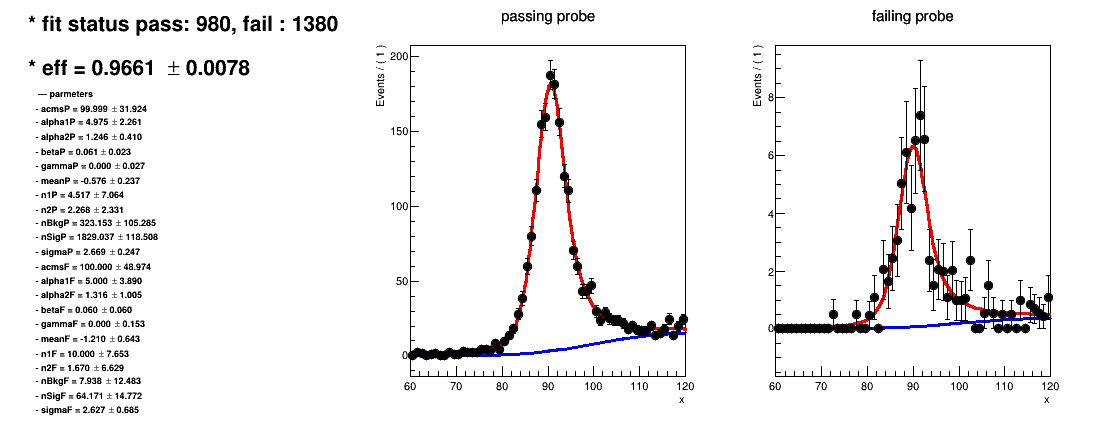 * fit status pass: 980, fail : 1380
* eff = 0.9661 ± 0.0078
--- parmeters
- acmsP = 99.999 ± 31.924
- alpha1P = 4.975 ± 2.261
- alpha2P = 1.246 ± 0.410
- betaP = 0.061 ± 0.023
- gammaP = 0.000 ± 0.027
- meanP = -0.576 ± 0.237
- n1P = 4.517 ± 7.064
- n2P = 2.268 ± 2.331
- nBkgP = 323.153 ± 105.285
- nSigP = 1829.037 ± 118.508
- sigmaP = 2.669 ± 0.247
- acmsF = 100.000 ± 48.974
- alpha1F = 5.000 ± 3.890
- alpha2F = 1.316 ± 1.005
- betaF = 0.060 ± 0.060
- gammaF = 0.000 ± 0.153
- meanF = -1.210 ± 0.643
- n1F = 10.000 ± 7.653
- n2F = 1.670 ± 6.629
- nBkgF = 7.938 ± 12.483
- nSigF = 64.171 ± 14.772
- sigmaF = 2.627 ± 0.685
passing probe
Events / ( 1 )
200
150
100
50
0
60 70 80 90 100 110 120
x
failing probe
Events / ( 1 )
8
6
4
2
0
60 70 80 90 100 110 120
x